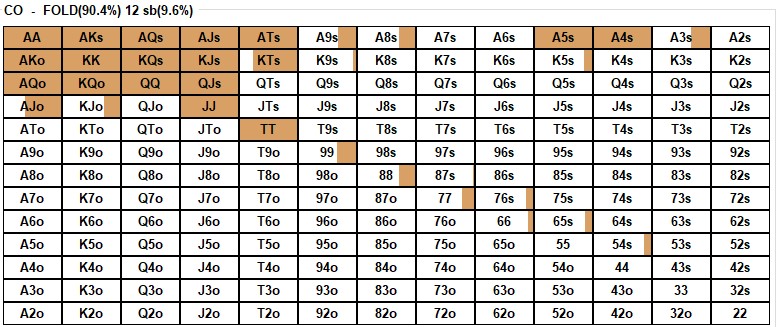 CO - FOLD(90.4%) 12 sb(9.6%)
AA AKs AQs AJs ATs A9s A8s A7s A6s A5s A4s A3s A2s
AKo KK KQs KJs KTs K9s K8s K7s K6s K5s K4s K3s K2s
AQo KQo QQ QJs QTs Q9s Q8s Q7s Q6s Q5s Q4s Q3s Q2s
AJo KJo QJo JJ JTs J9s J8s J7s J6s J5s J4s J3s J2s
ATo KTo QTo JTo TT T9s T8s T7s T6s T5s T4s T3s T2s
A9o K9o Q9o J9o T9o 99 98s 97s 96s 95s 94s 93s 92s
A8o K8o Q8o J8o T8o 98o 88 87s 86s 85s 84s 83s 82s
A7o K7o Q7o J7o T7o 97o 87o 77 76s 75s 74s 73s 72s
A6o K6o Q6o J6o T6o 96o 86o 76o 66 65s 64s 63s 62s
A5o K5o Q5o J5o T5o 95o 85o 75o 65o 55 54s 53s 52s
A4o K4o Q4o J4o T4o 94o 84o 74o 64o 54o 44 43s 42s
A3o K3o Q3o J3o T3o 93o 83o 73o 63o 53o 43o 33 32s
A2o K2o Q2o J2o T2o 92o 82o 72o 62o 52o 42o 32o 22